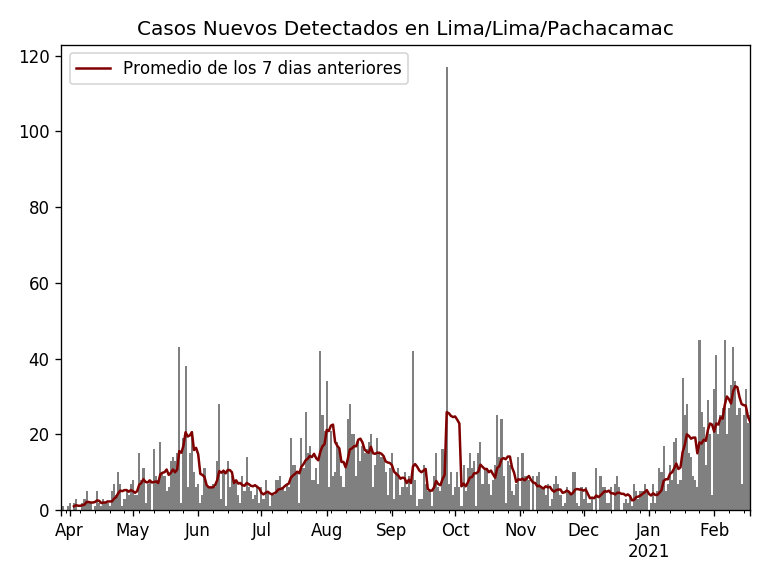 Casos Nuevos Detectados en Lima/Lima/Pachacamac
Promedio de los 7 dias anteriores
120
100
80
60
40
20
0
Apr May Jun Jul Aug Sep Oct Nov Dec Jan Feb
2021